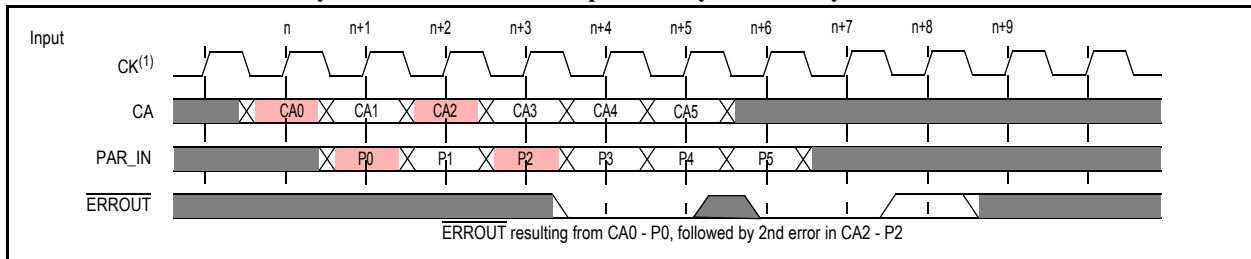 n n+1 n+2 n+3 n+4 n+5 n+6 n+7 n+8 n+9
Input
CK(1)
CA CA0 CA1 CA2 CA3 CA4 CA5
PAR_IN P0 P1 P2 P3 P4 P5
ERROUT
ERROUT resulting from CA0 - P0, followed by 2nd error in CA2 - P2